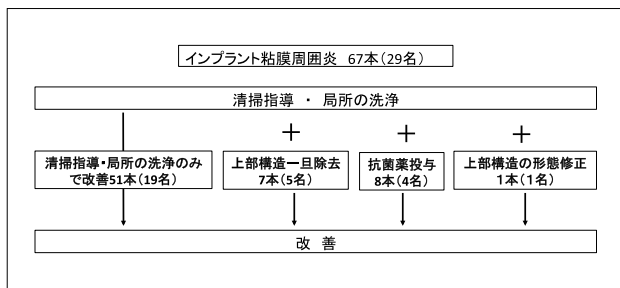 インプラント粘膜周囲炎 67本(29名)
清掃指導 ・ 局所の洗浄
＋ ＋ ＋
清掃指導・局所の洗浄のみ
で改善51本(19名)
上部構造一旦除去
7本(5名)
抗菌薬投与
8本(4名)
上部構造の形態修正
1本(1名)
改 善